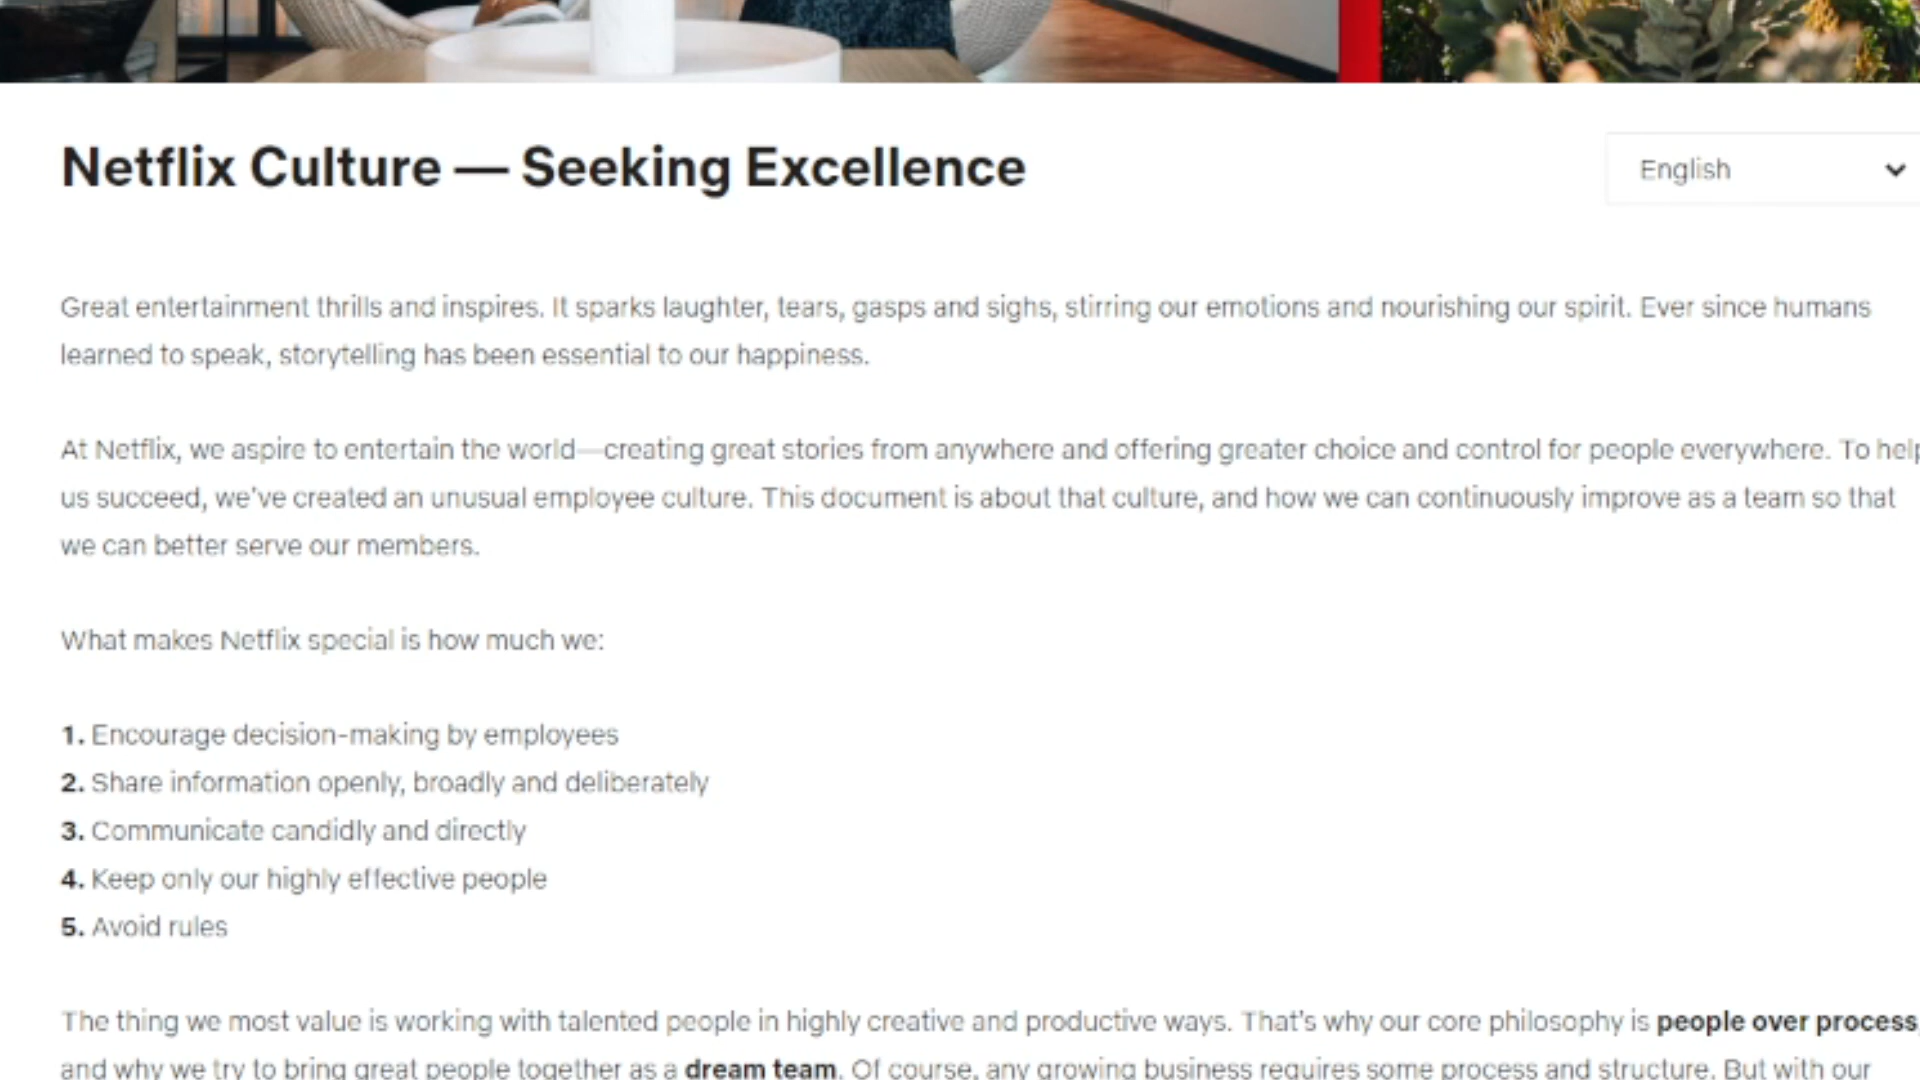 Netflix Culture — Seeking Excellence
English
Great entertainment thrills and inspires. It sparks laughter, tears, gasps and sighs, stirring our emotions and nourishing our spirit. Ever since humans
learned to speak, storytelling has been essential to our happiness.
At Netflix, we aspire to entertain the world—creating great stories from anywhere and offering greater choice and control for people everywhere. To help
us succeed, we've created an unusual employee culture. This document is about that culture, and how we can continuously improve as a team so that
we can better serve our members.
What makes Netflix special is how much we:
1. Encourage decision-making by employees
2. Share information openly, broadly and deliberately
3. Communicate candidly and directly
4. Keep only our highly effective people
5. Avoid rules
The thing we most value is working with talented people in highly creative and productive ways. That's why our core philosophy is people over process
and why we try to bring great people together as a dream team. Of course, any growing business requires some process and structure. But with our